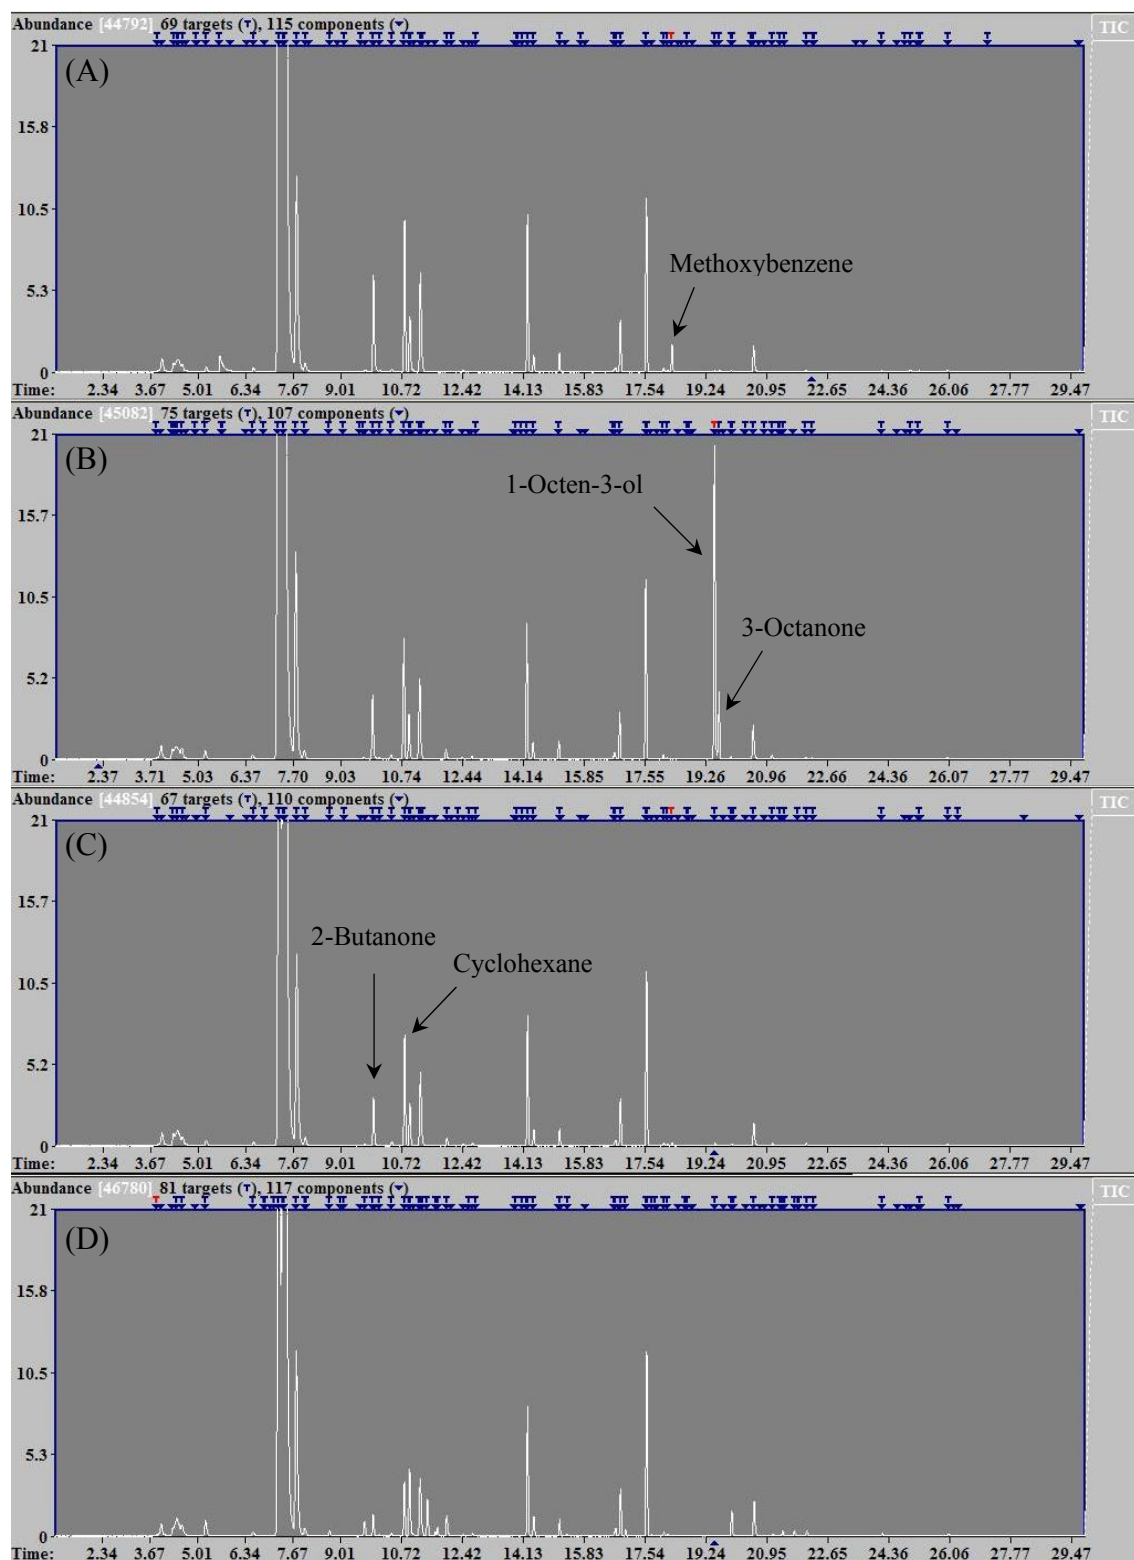 Abundance [44792] 69 targets (T), 115 components (▾)
TIC
21
(A)
15.8
10.5
Methoxybenzene
5.3
0
Time: 2.34 3.67 5.01 6.34 7.67 9.01 10.72 12.42 14.13 15.83 17.54 19.24 20.95 22.65 24.36 26.06 27.77 29.47
Abundance [45082] 75 targets (T), 107 components (▾)
TIC
21
(B)
1-Octen-3-ol
15.7
10.5
3-Octanone
5.2
0
Time: 2.37 3.71 5.03 6.37 7.70 9.03 10.74 12.44 14.14 15.85 17.55 19.26 20.96 22.66 24.36 26.07 27.77 29.47
Abundance [44854] 67 targets (T), 110 components (▾)
TIC
21
(C)
15.7
2-Butanone
Cyclohexane
10.5
5.2
0
Time: 2.34 3.67 5.01 6.34 7.67 9.01 10.72 12.42 14.13 15.83 17.54 19.24 20.95 22.65 24.36 26.06 27.77 29.47
Abundance [46780] 81 targets (T), 117 components (▾)
TIC
21
(D)
15.8
10.5
5.3
0
Time: 2.34 3.67 5.01 6.34 7.67 9.01 10.72 12.42 14.13 15.83 17.54 19.24 20.95 22.65 24.36 26.06 27.77 29.47